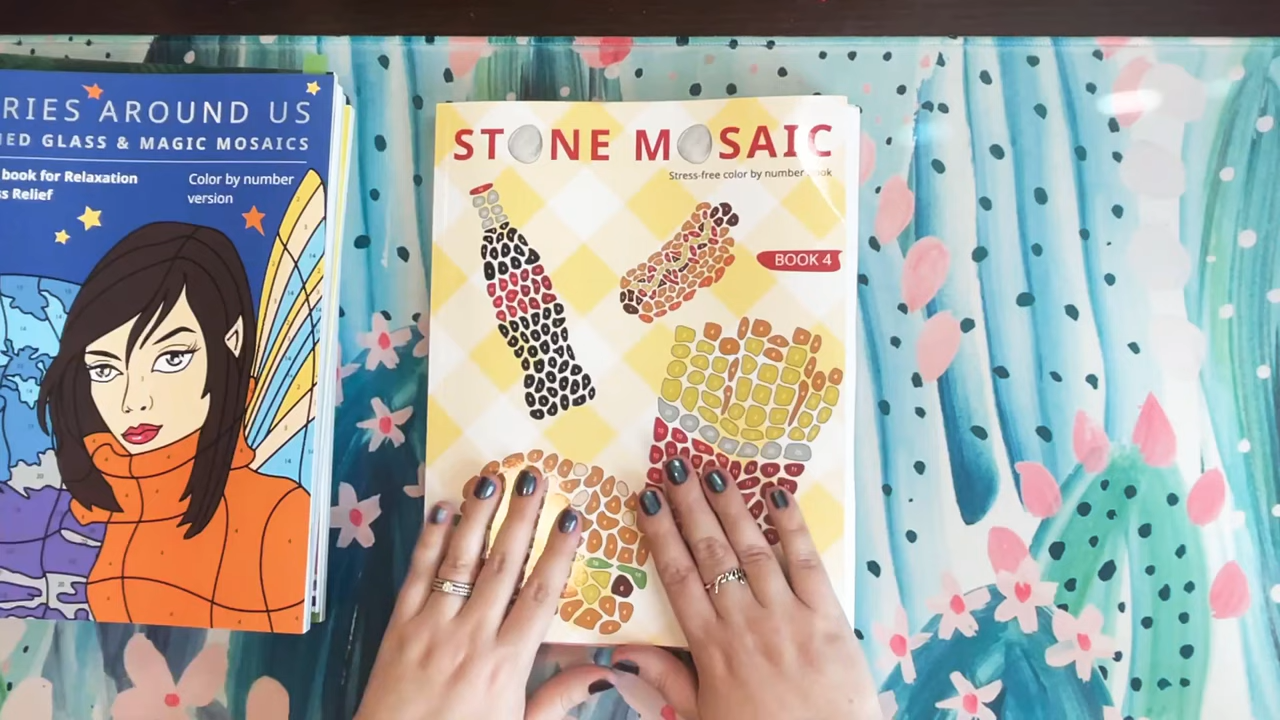 RIES AROUND US
ED GLASS & MAGIC MOSAICS
book for Relaxation
s Relief
Color by number
version
STONE MOSAIC
Stress-free color by number
BOOK 4